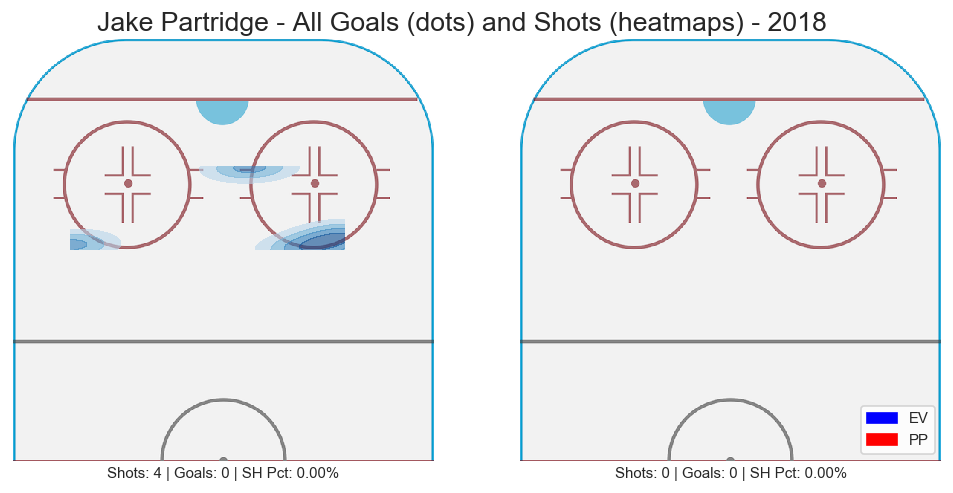 Jake Partridge - All Goals (dots) and Shots (heatmaps) - 2018
EV
PP
Shots: 4 | Goals: 0 | SH Pct: 0.00%
Shots: 0 | Goals: 0 | SH Pct: 0.00%